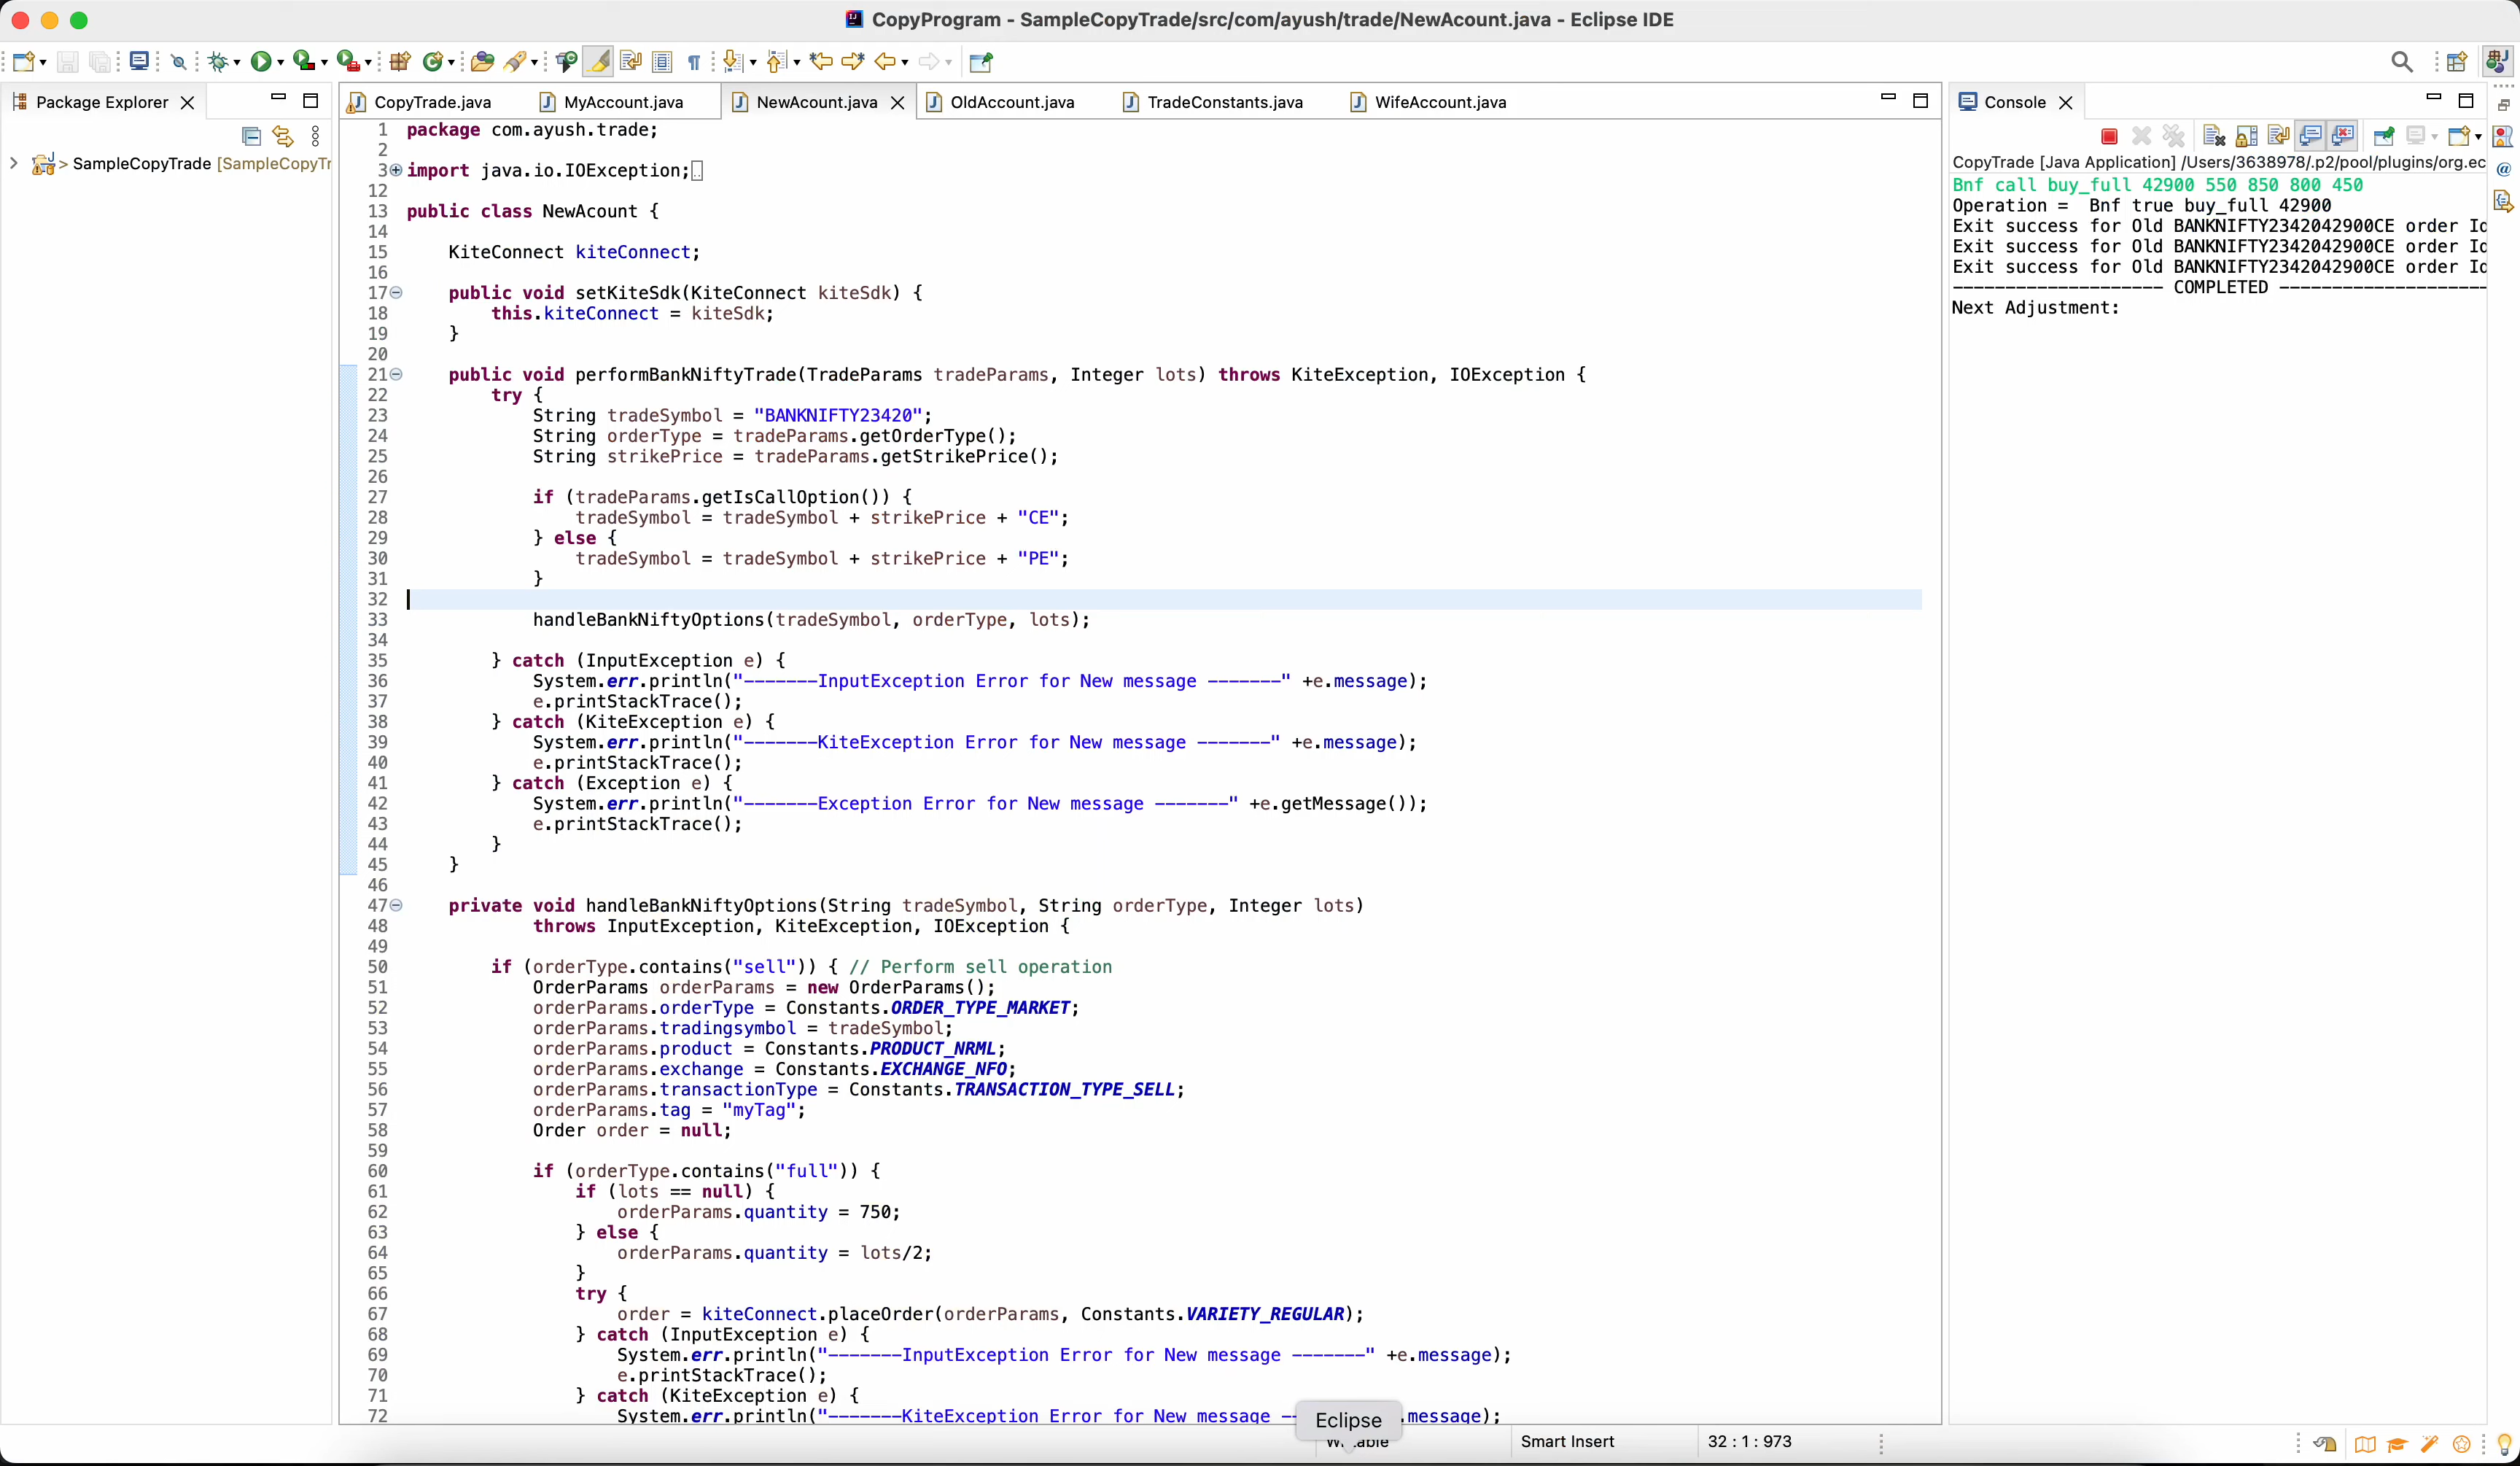 CopyProgram - SampleCopyTrade/src/com/ayush/trade/NewAcount.java - Eclipse IDE
Package Explorer
> SampleCopyTrade [SampleCopyTr
CopyTrade.java
MyAccount.java
NewAcount.java
OldAccount.java
TradeConstants.java
WifeAccount.java
1 package com.ayush.trade;
2
3 import java.io.IOException;
12
13 public class NewAcount {
14
15 KiteConnect kiteConnect;
16
17 public void setKiteSdk(KiteConnect kiteSdk) {
18 this.kiteConnect = kiteSdk;
19 }
20
21 public void performBankNiftyTrade(TradeParams tradeParams, Integer lots) throws KiteException, IOException {
22 try {
23 String tradeSymbol = "BANKNIFTY23420";
24 String orderType = tradeParams.getOrderType();
25 String strikePrice = tradeParams.getStrikePrice();
26
27 if (tradeParams.getIsCallOption()) {
28 tradeSymbol = tradeSymbol + strikePrice + "CE";
29 } else {
30 tradeSymbol = tradeSymbol + strikePrice + "PE";
31 }
32
33 handleBankNiftyOptions(tradeSymbol, orderType, lots);
34
35 } catch (InputException e) {
36 System.err.println("-------InputException Error for New message -------" +e.message);
37 e.printStackTrace();
38 } catch (KiteException e) {
39 System.err.println("-------KiteException Error for New message -------" +e.message);
40 e.printStackTrace();
41 } catch (Exception e) {
42 System.err.println("-------Exception Error for New message -------" +e.getMessage());
43 e.printStackTrace();
44 }
45 }
46
47 private void handleBankNiftyOptions(String tradeSymbol, String orderType, Integer lots)
48 throws InputException, KiteException, IOException {
49
50 if (orderType.contains("sell")) { // Perform sell operation
51 OrderParams orderParams = new OrderParams();
52 orderParams.orderType = Constants.ORDER_TYPE_MARKET;
53 orderParams.tradingsymbol = tradeSymbol;
54 orderParams.product = Constants.PRODUCT_NRML;
55 orderParams.exchange = Constants.EXCHANGE_NFO;
56 orderParams.transactionType = Constants.TRANSACTION_TYPE_SELL;
57 orderParams.tag = "myTag";
58 Order order = null;
59
60 if (orderType.contains("full")) {
61 if (lots == null) {
62 orderParams.quantity = 750;
63 } else {
64 orderParams.quantity = lots/2;
65 }
66 try {
67 order = kiteConnect.placeOrder(orderParams, Constants.VARIETY_REGULAR);
68 } catch (InputException e) {
69 System.err.println("-------InputException Error for New message -------" +e.message);
70 e.printStackTrace();
71 } catch (KiteException e) {
72 System.err.println("-------KiteException Error for New message - .message);
Console
CopyTrade [Java Application] /Users/3638978/.p2/pool/plugins/org.ec
Bnf call buy_full 42900 550 850 800 450
Operation = Bnf true buy_full 42900
Exit success for Old BANKNIFTY2342042900CE order Id
Exit success for Old BANKNIFTY2342042900CE order Id
Exit success for Old BANKNIFTY2342042900CE order Id
-------------------- COMPLETED --------------------
Next Adjustment:
Eclipse
Smart Insert
32 : 1 : 973